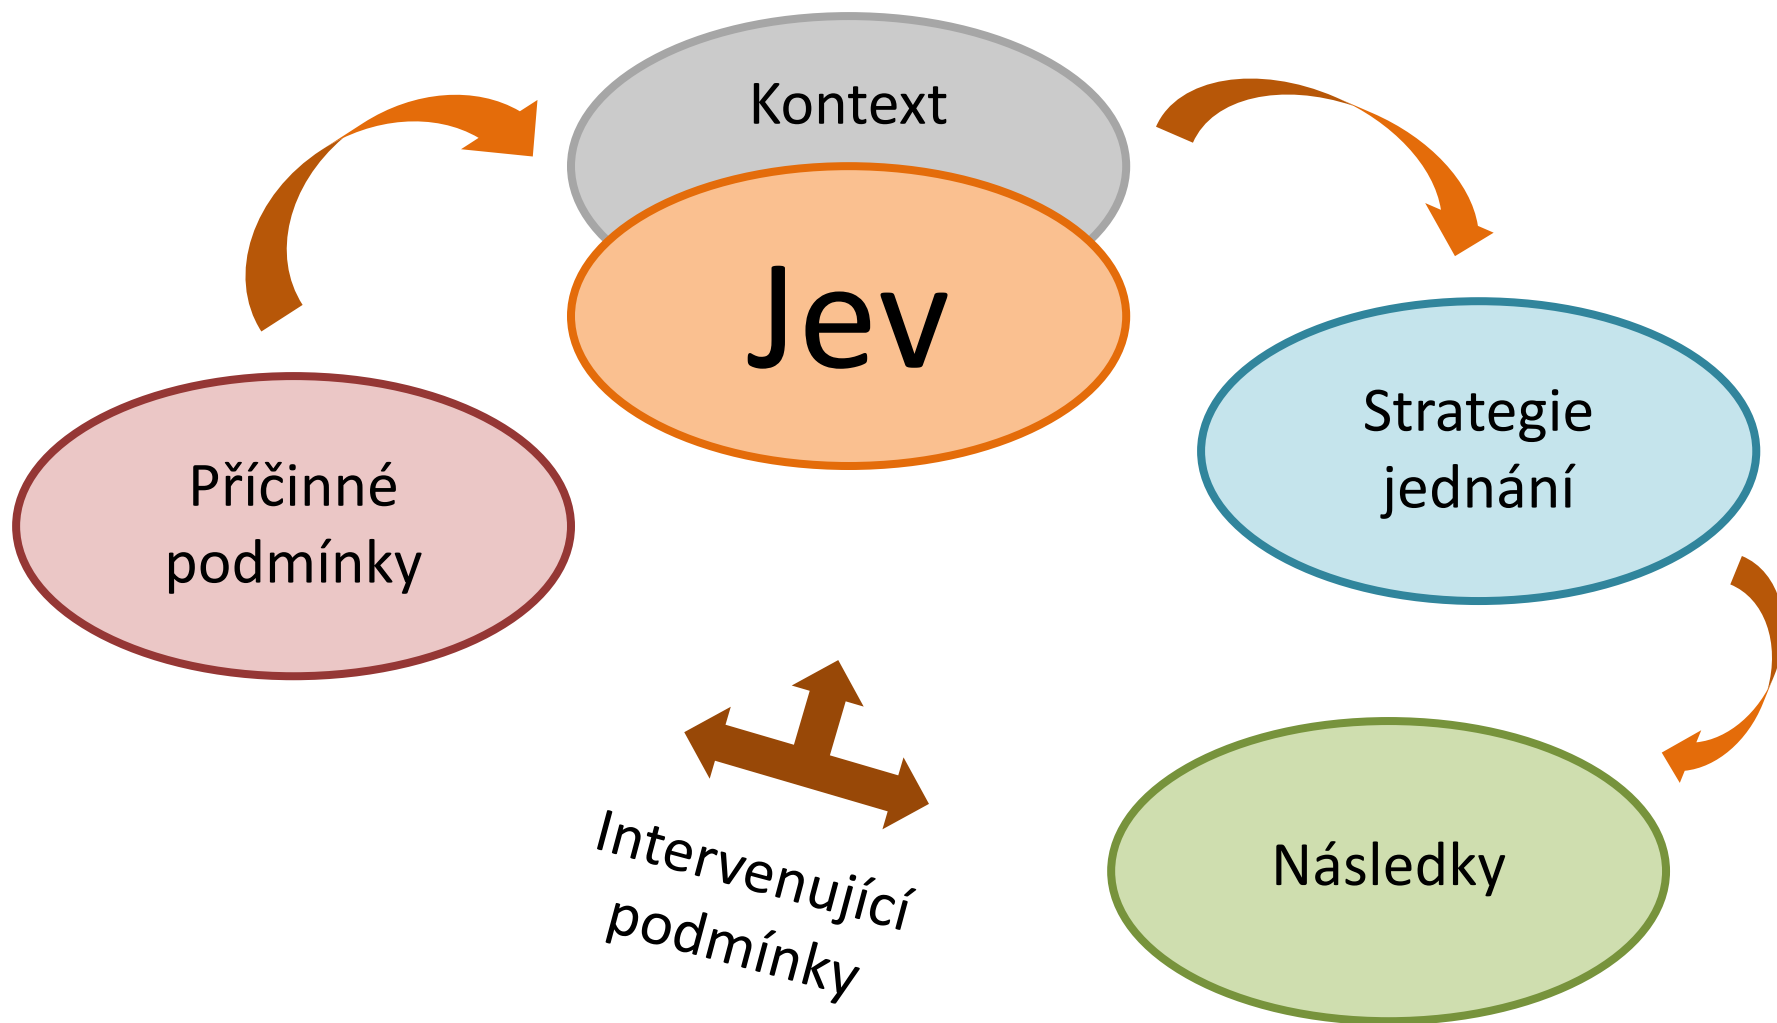 Kontext
Jev
Příčinné
podmínky
Strategie
jednání
Intervenující
podmínky
Následky